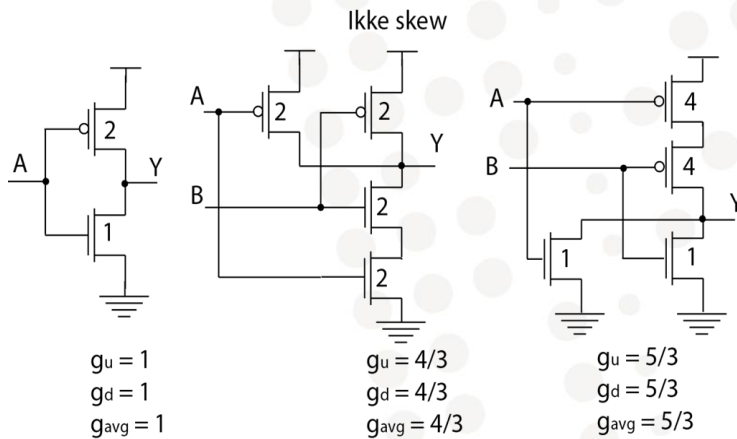 Ikke skew
A
2
1
Y
A
B
2
2
2
2
Y
A
B
4
4
1
1
Y
gu = 1
gd = 1
gavg = 1
gu = 4/3
gd = 4/3
gavg = 4/3
gu = 5/3
gd = 5/3
gavg = 5/3